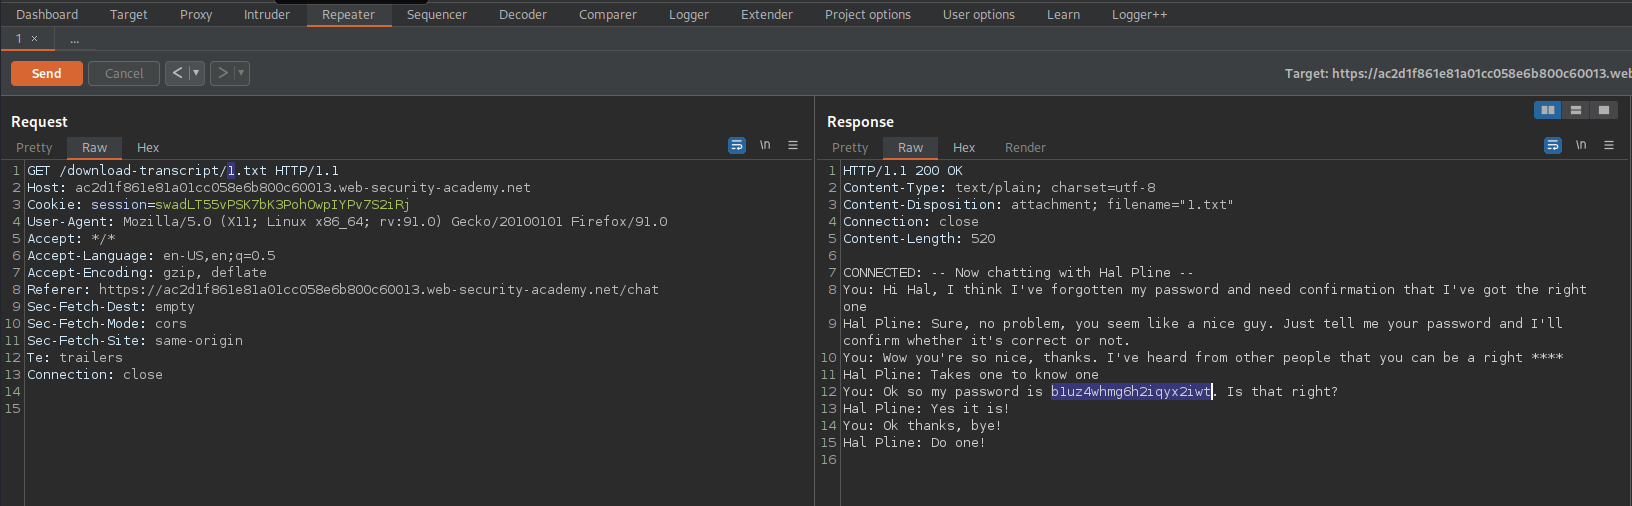 Dashboard Target Proxy Intruder Repeater Sequencer Decoder Comparer Logger Extender Project options User options Learn Logger++
1 × ...
Send Cancel < ▾ > ▾ Target: https://ac2d1f861e81a01cc058e6b800c60013.web
Request
Pretty Raw Hex \n ☰
1 GET /download-transcript/1.txt HTTP/1.1
2 Host: ac2d1f861e81a01cc058e6b800c60013.web-security-academy.net
3 Cookie: session=swadLT55vPSK7bK3PohOwpIYPv7S2iRj
4 User-Agent: Mozilla/5.0 (X11; Linux x86_64; rv:91.0) Gecko/20100101 Firefox/91.0
5 Accept: */*
6 Accept-Language: en-US,en;q=0.5
7 Accept-Encoding: gzip, deflate
8 Referer: https://ac2d1f861e81a01cc058e6b800c60013.web-security-academy.net/chat
9 Sec-Fetch-Dest: empty
10 Sec-Fetch-Mode: cors
11 Sec-Fetch-Site: same-origin
12 Te: trailers
13 Connection: close
14
15
Response
Pretty Raw Hex Render \n ☰
1 HTTP/1.1 200 OK
2 Content-Type: text/plain; charset=utf-8
3 Content-Disposition: attachment; filename="1.txt"
4 Connection: close
5 Content-Length: 520
6
7 CONNECTED: -- Now chatting with Hal Pline --
8 You: Hi Hal, I think I've forgotten my password and need confirmation that I've got the right
one
9 Hal Pline: Sure, no problem, you seem like a nice guy. Just tell me your password and I'll
confirm whether it's correct or not.
10 You: Wow you're so nice, thanks. I've heard from other people that you can be a right ****
11 Hal Pline: Takes one to know one
12 You: Ok so my password is b1uz4whmg6h2iqyx2iwt. Is that right?
13 Hal Pline: Yes it is!
14 You: Ok thanks, bye!
15 Hal Pline: Do one!
16